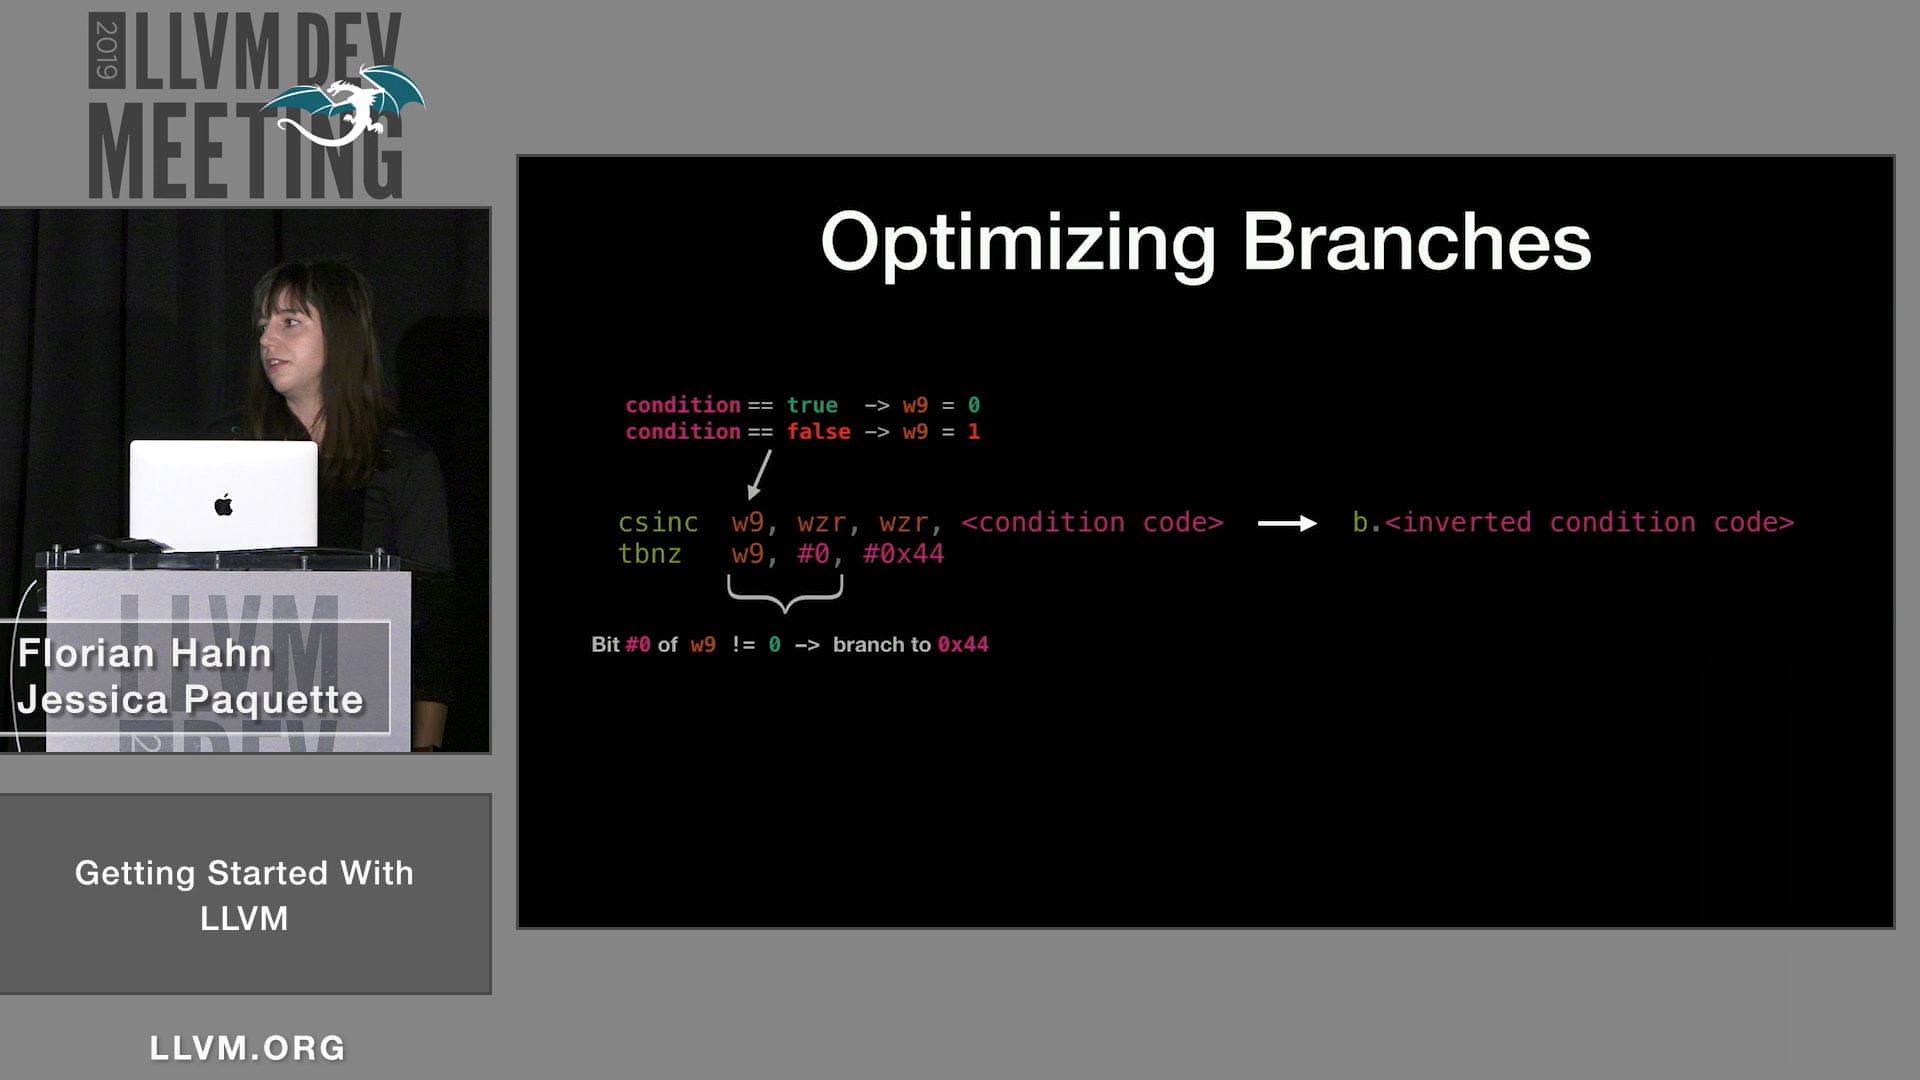 2019 LLVM DEV
MEETING
Optimizing Branches
condition == true -> w9 = 0
condition == false -> w9 = 1
csinc w9, wzr, wzr, <condition code> → b.<inverted condition code>
tbnz w9, #0, #0x44
Bit #0 of w9 != 0 -> branch to 0x44
LLVM
Florian Hahn
Jessica Paquette
Getting Started With
LLVM
LLVM.ORG